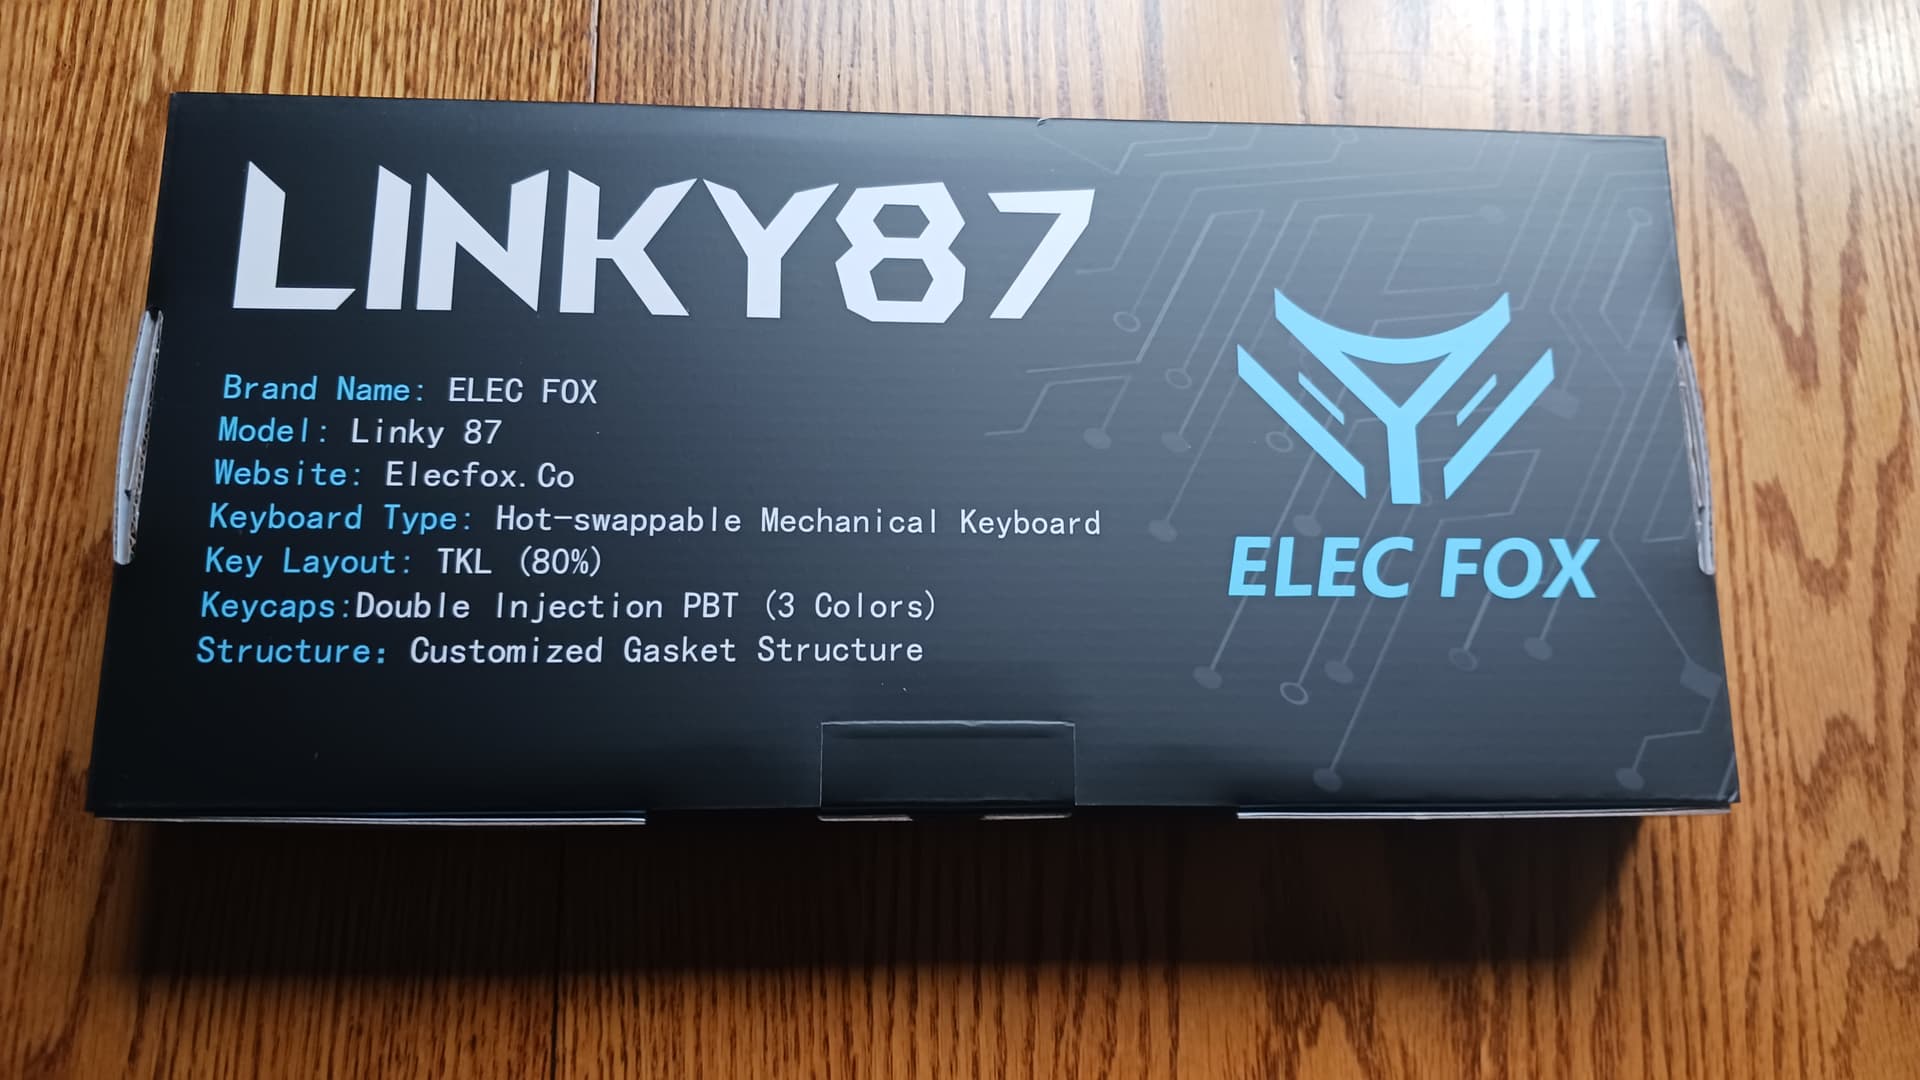 LINKY87
Brand Name: ELEC FOX
Model: Linky 87
Website: Elecfox.Co
Keyboard Type: Hot-swappable Mechanical Keyboard
Key Layout: TKL (80%)
Keycaps:Double Injection PBT (3 Colors)
Structure: Customized Gasket Structure
ELEC FOX